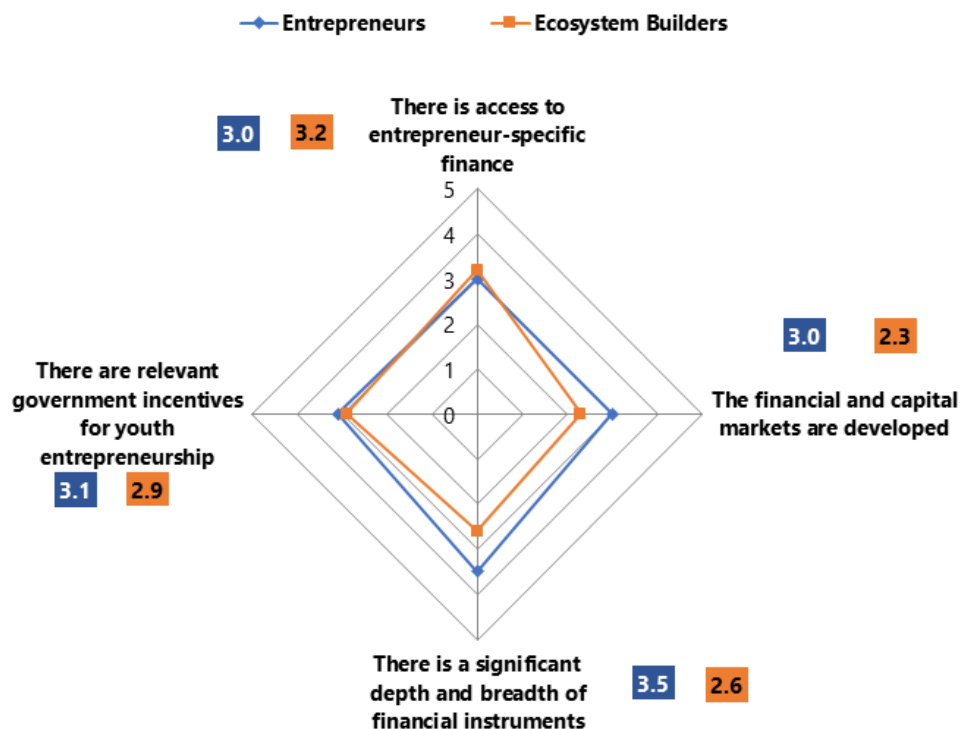 Entrepreneurs Ecosystem Builders
There is access to
entrepreneur-specific
finance
3.0 3.2
5
4
3
2
1
0
3.0 2.3
The financial and capital
markets are developed
There are relevant
government incentives
for youth
entrepreneurship
3.1 2.9
There is a significant
depth and breadth of
financial instruments
3.5 2.6